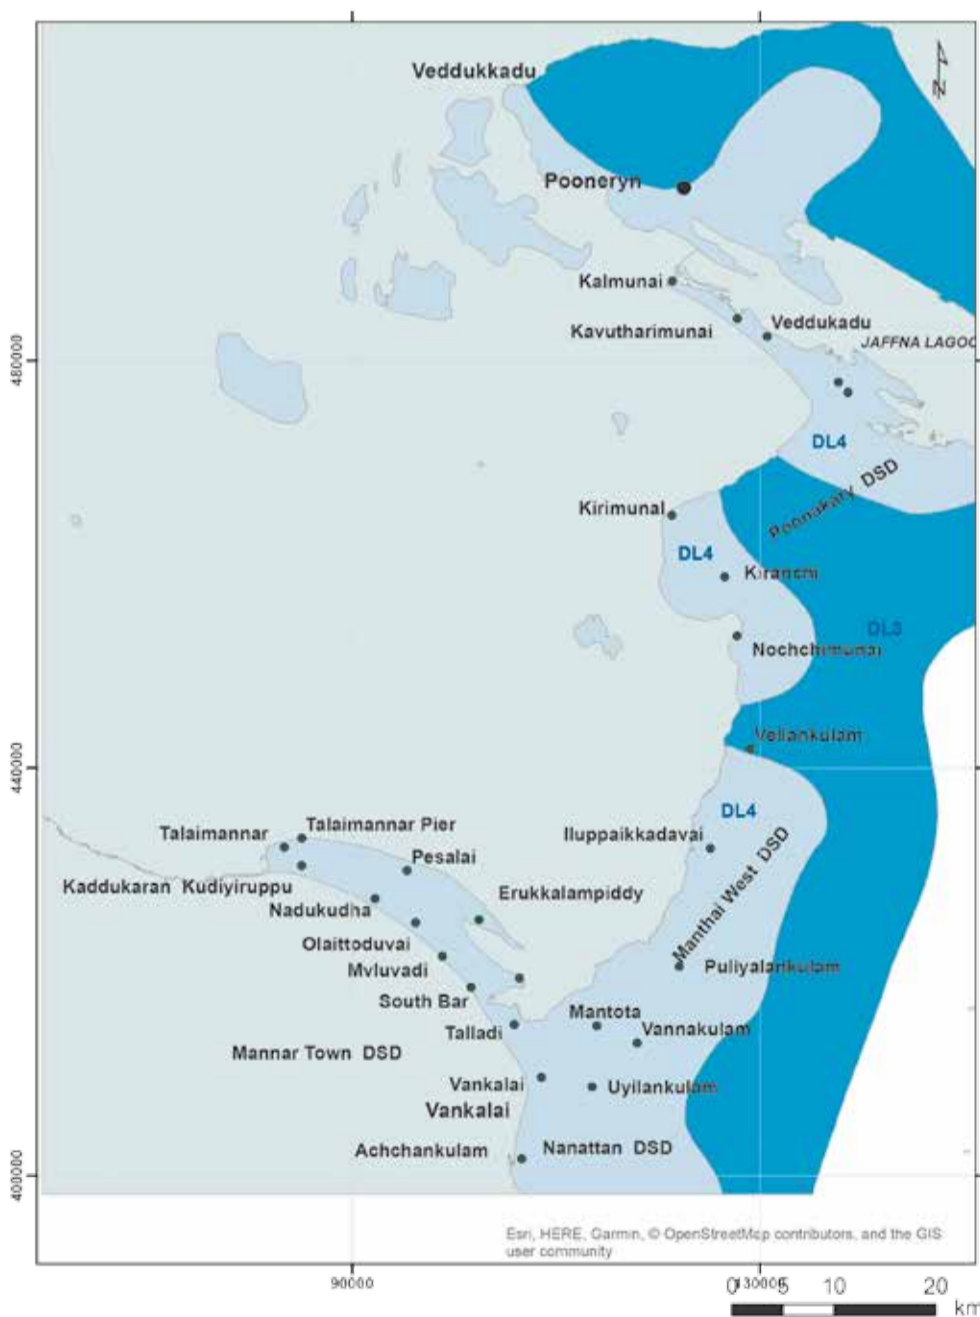 N
Veddukkadu
Pooneryn
Kalmunai
Kavutharimunai
Veddukadu
JAFFNA LAGOO
480000
DL4
Poonakary DSD
Kirimunal
DL4
Kiranchi
DL3
Nochchimunai
Vellankulam
440000
DL4
Iluppaikkadavai
Manthai West DSD
Talaimannar
Talaimannar Pier
Pesalai
Kaddukaran Kudiyiruppu
Erukkalampiddy
Nadukudha
Olaittoduvai
Mvluvadi
Puliyalankulam
South Bar
Mantota
Talladi
Vannakulam
Mannar Town DSD
Vankalai
Uyilankulam
Vankalai
Achchankulam
Nanattan DSD
400000
Esri, HERE, Garmin, © OpenStreetMap contributors, and the GIS
user community
90000
130000
0 5 10 20
km